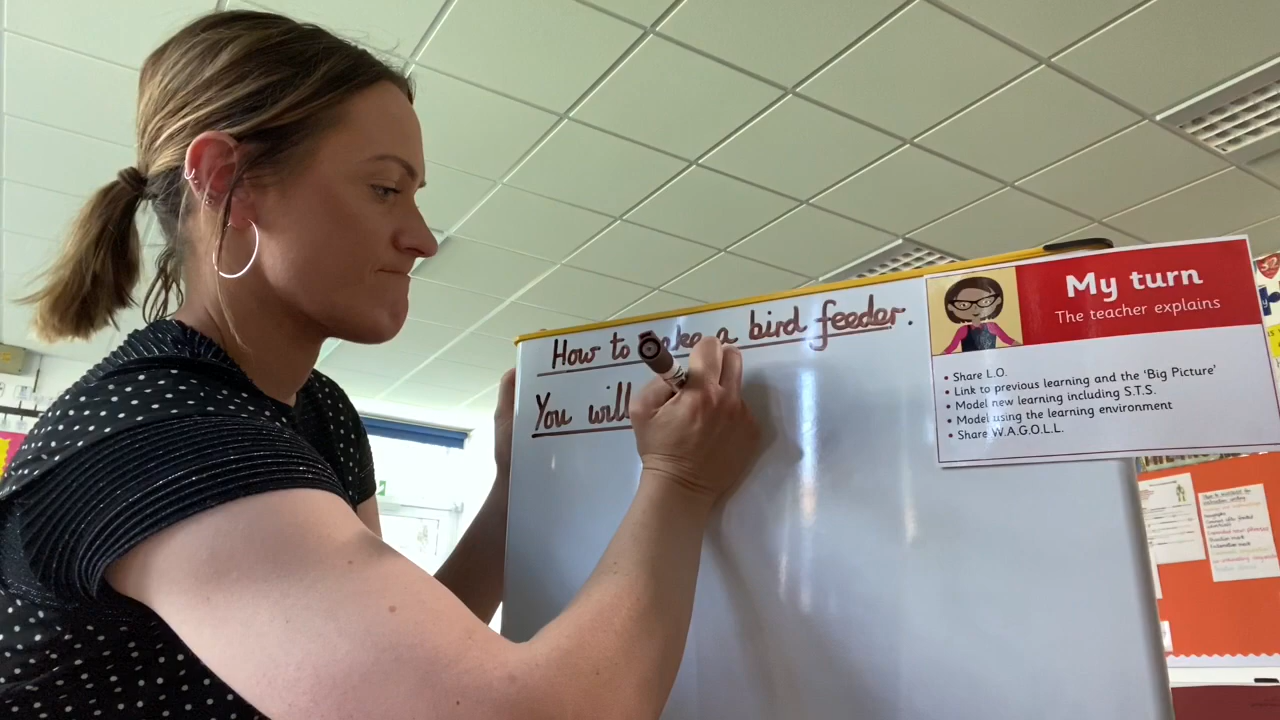 How to make a bird feeder.
You will
My turn
The teacher explains
• Share L.O.
• Link to previous learning and the 'Big Picture'
• Model new learning including S.T.S.
• Model using the learning environment
• Share W.A.G.O.L.L.